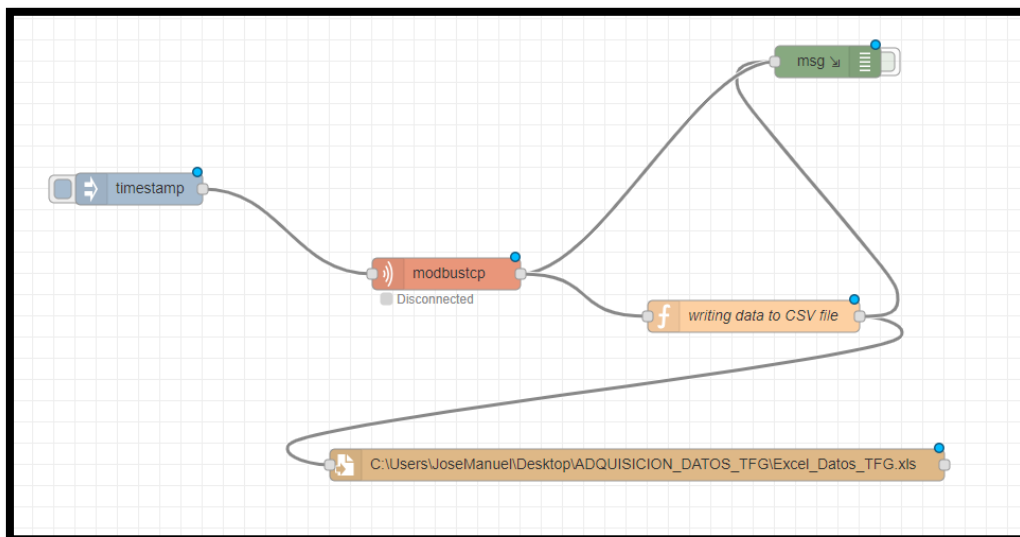 msg
timestamp
modbustcp
Disconnected
writing data to CSV file
C:\Users\JoseManuel\Desktop\ADQUISICION_DATOS_TFG\Excel_Datos_TFG.xls